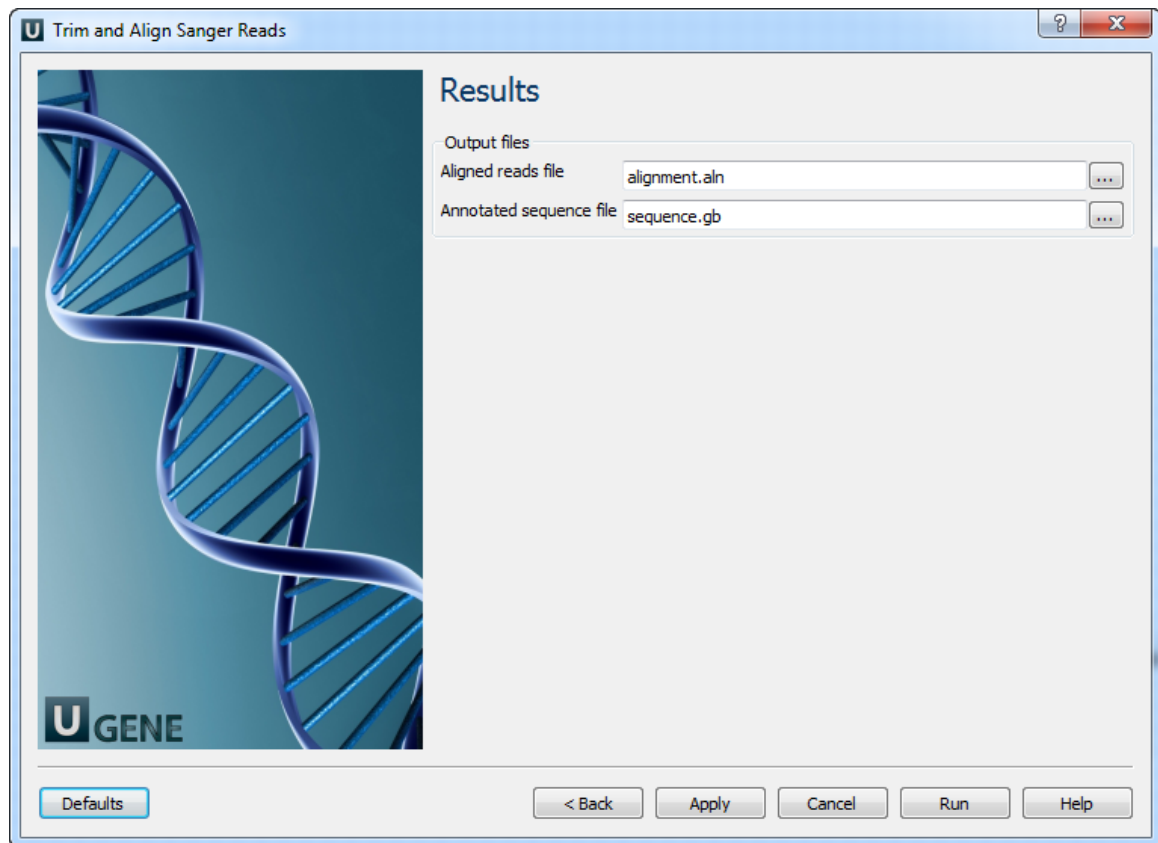 U Trim and Align Sanger Reads
? X
Results
Output files
Aligned reads file alignment.aln ...
Annotated sequence file sequence.gb ...
U GENE
Defaults < Back Apply Cancel Run Help